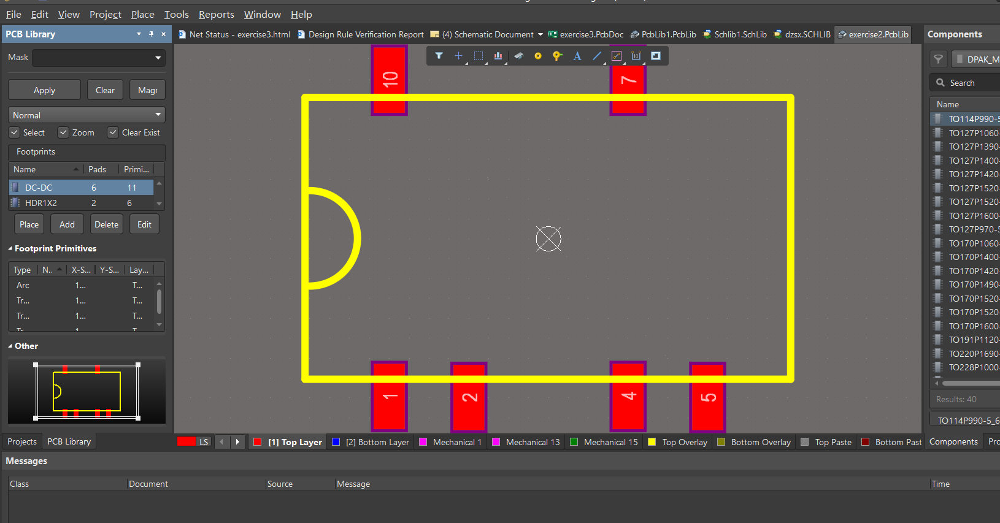 File Edit View Project Place Tools Reports Window Help
PCB Library
Net Status - exercise3.html Design Rule Verification Report (4) Schematic Document exercise3.PcbDoc PcbLib1.PcbLib Schlib1.SchLib dzsx.SCHLIB exercise2.PcbLib
Components
Mask
DPAK_M
Apply Clear Magr
Search
Normal
Name
Select Zoom Clear Exist
Footprints
Name Pads Primi...
DC-DC 6 11
HDR1X2 2 6
Place Add Delete Edit
Footprint Primitives
Type N.. X-S... Y-S... Lay...
Arc 1... T...
Tr... 1... T...
Tr... 1... T...
Tr 1 T
Other
10
7
1
2
4
5
TO114P990-5
TO127P1060-
TO127P1390-
TO127P1400-
TO127P1420-
TO127P1520-
TO127P1520-
TO127P1600-
TO127P970-5
TO170P1060-
TO170P1400-
TO170P1420-
TO170P1490-
TO170P1520-
TO170P1520-
TO170P1600-
TO191P1120-
TO220P1690-
TO228P1000-
Results: 40
TO114P990-5_6
Projects PCB Library
LS [1] Top Layer [2] Bottom Layer Mechanical 1 Mechanical 13 Mechanical 15 Top Overlay Bottom Overlay Top Paste Bottom Past
Components Pro
Messages
Class Document Source Message Time